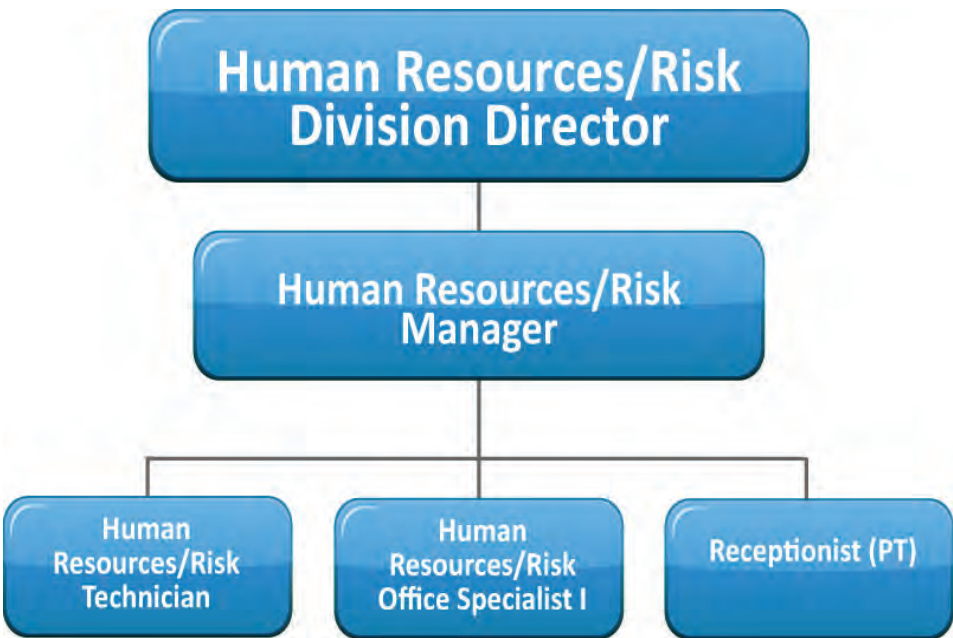 Human Resources/Risk
Division Director
Human Resources/Risk
Manager
Human
Resources/Risk
Technician
Human
Resources/Risk
Office Specialist I
Receptionist (PT)